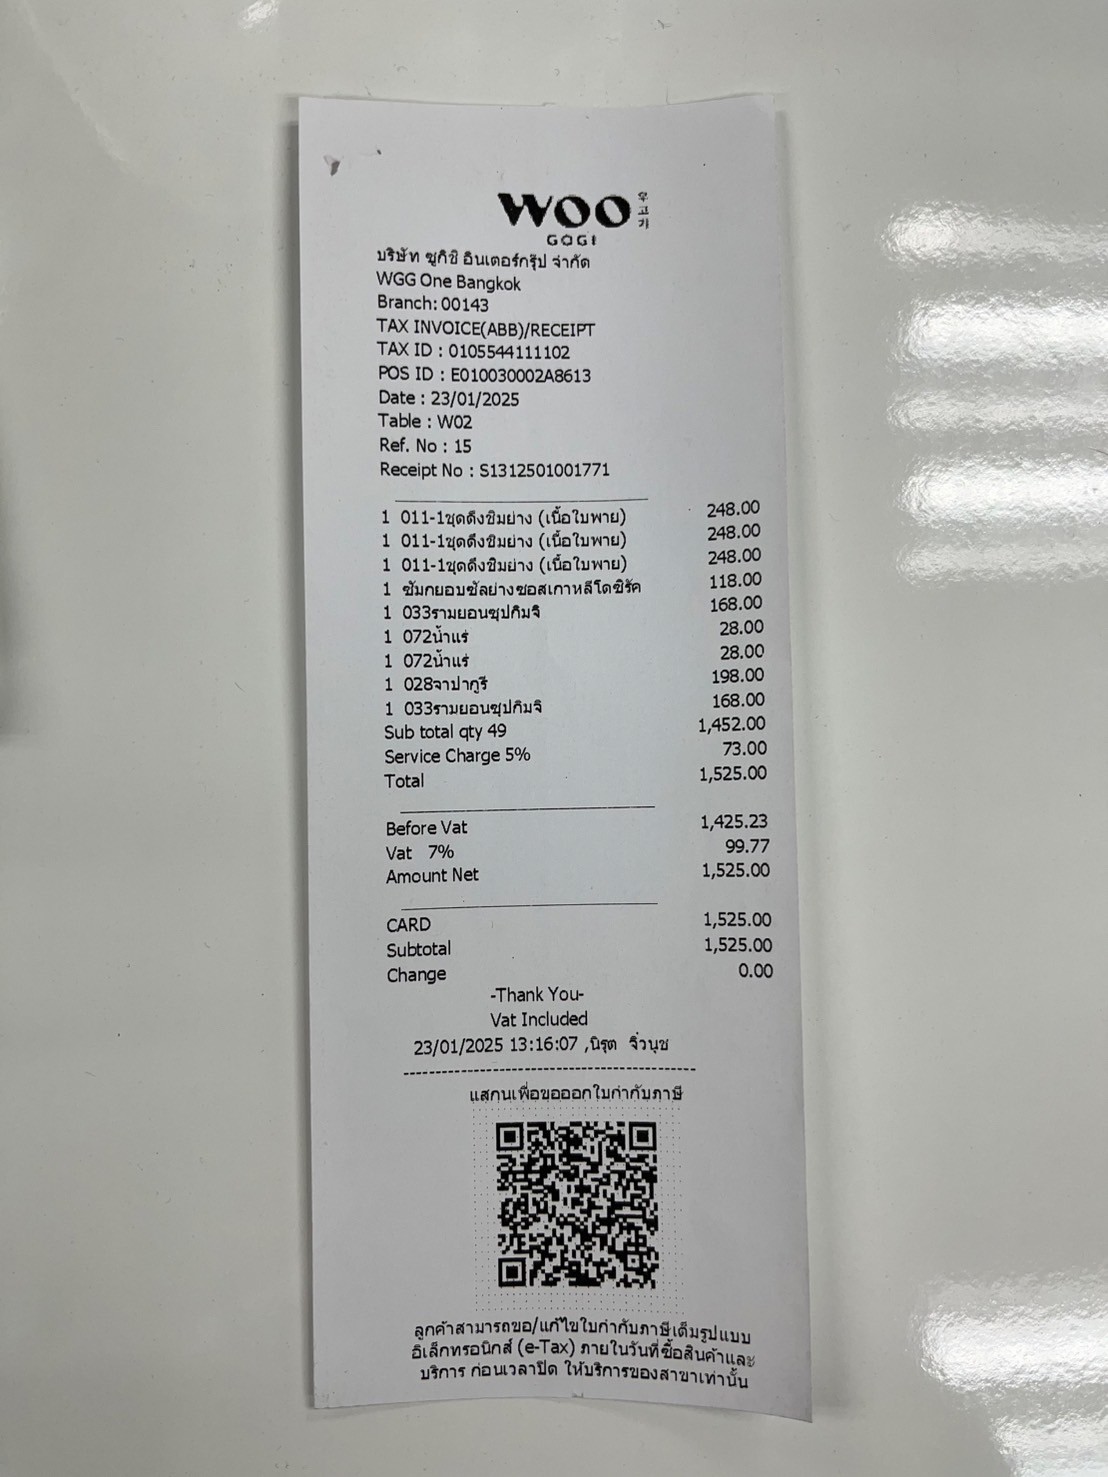 WOO 우고기
GOGI
บริษัท ซูกิชิ อินเตอร์กรุ๊ป จำกัด
WGG One Bangkok
Branch: 00143
TAX INVOICE(ABB)/RECEIPT
TAX ID : 0105544111102
POS ID : E010030002A8613
Date : 23/01/2025
Table : W02
Ref. No : 15
Receipt No : S1312501001771
1 011-1ชุดดึงซิมย่าง (เนื้อใบพาย) 248.00
1 011-1ชุดดึงซิมย่าง (เนื้อใบพาย) 248.00
1 011-1ชุดดึงซิมย่าง (เนื้อใบพาย) 248.00
1 ซัมกยอบซัลย่างซอสเกาหลีโดซิรัค 118.00
1 033รามยอนซุปกิมจิ 168.00
1 072น้ำแร่ 28.00
1 072น้ำแร่ 28.00
1 028จาปากูรี 198.00
1 033รามยอนซุปกิมจิ 168.00
Sub total qty 49 1,452.00
Service Charge 5% 73.00
Total 1,525.00
Before Vat 1,425.23
Vat 7% 99.77
Amount Net 1,525.00
CARD 1,525.00
Subtotal 1,525.00
Change 0.00
-Thank You-
Vat Included
23/01/2025 13:16:07 ,นิรุต จิ๋วนุช
แสกนเพื่อขอออกใบกำกับภาษี
ลูกค้าสามารถขอ/แก้ไขใบกำกับภาษีเต็มรูปแบบ
อิเล็กทรอนิกส์ (e-Tax) ภายในวันที่ซื้อสินค้าและ
บริการ ก่อนเวลาปิด ให้บริการของสาขาเท่านั้น